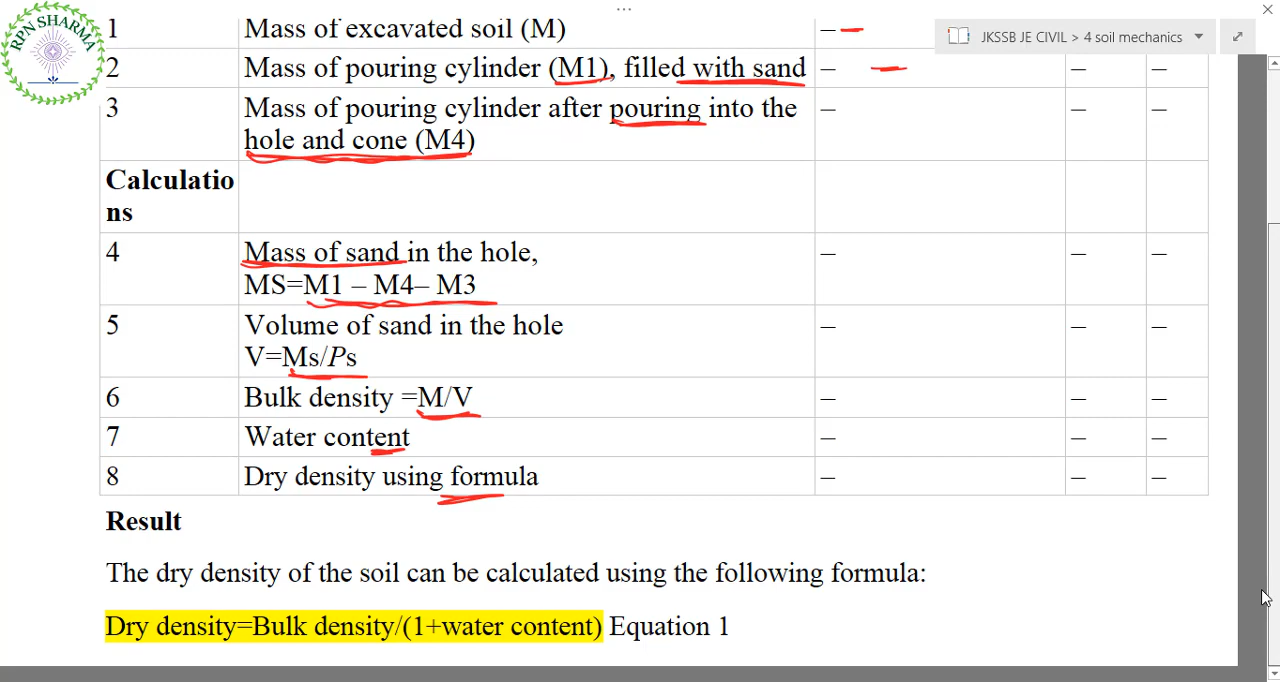 RPN SHARMA
JKSSB JE CIVIL > 4 soil mechanics
1 Mass of excavated soil (M) –
2 Mass of pouring cylinder (M1), filled with sand – – –
3 Mass of pouring cylinder after pouring into the – – –
hole and cone (M4)
Calculatio
ns
4 Mass of sand in the hole, – – –
MS=M1 – M4– M3
5 Volume of sand in the hole – – –
V=Ms/Ps
6 Bulk density =M/V – – –
7 Water content – – –
8 Dry density using formula – – –
Result
The dry density of the soil can be calculated using the following formula:
Dry density=Bulk density/(1+water content) Equation 1